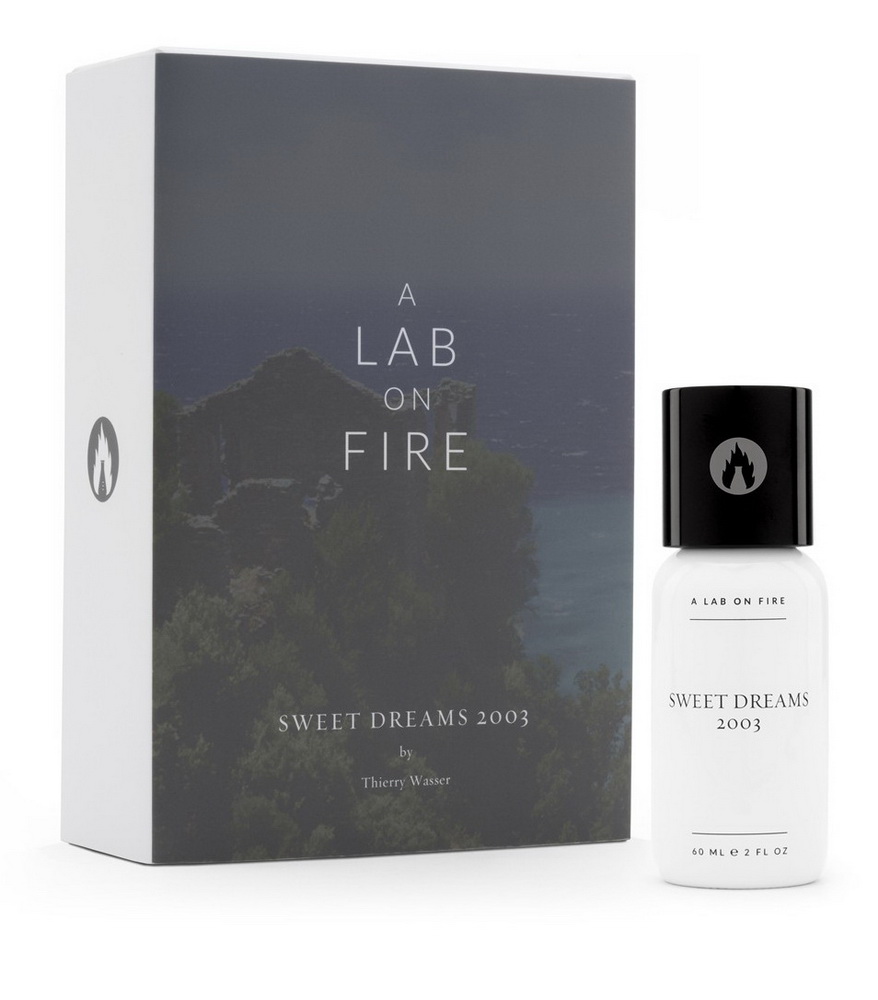 A
LAB
ON
FIRE
SWEET DREAMS 2003
by
Thierry Wasser
A LAB ON FIRE
SWEET DREAMS
2003
60 ML ℮ 2 FL OZ